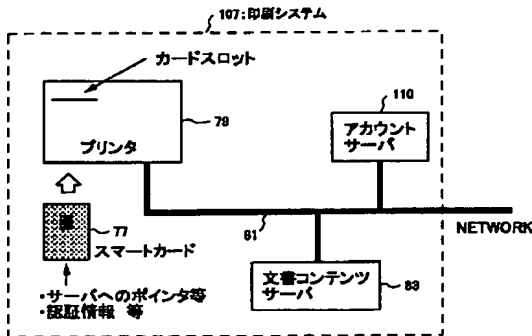 107:印刷システム
カードスロット
79
プリンタ
110
アカウント
サーバ
77
スマートカード
81
NETWORK
・サーバへのポインタ等
・認証情報 等
文書コンテンツ
サーバ
83